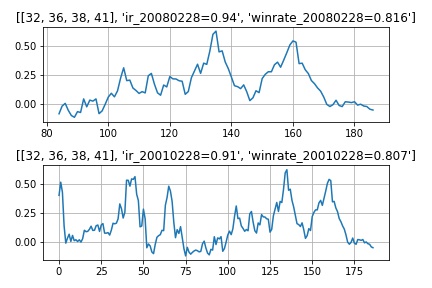 [[32, 36, 38, 41], 'ir_20080228=0.94', 'winrate_20080228=0.816']
0.50
0.25
0.00
80 100 120 140 160 180
[[32, 36, 38, 41], 'ir_20010228=0.91', 'winrate_20010228=0.807']
0.50
0.25
0.00
0 25 50 75 100 125 150 175